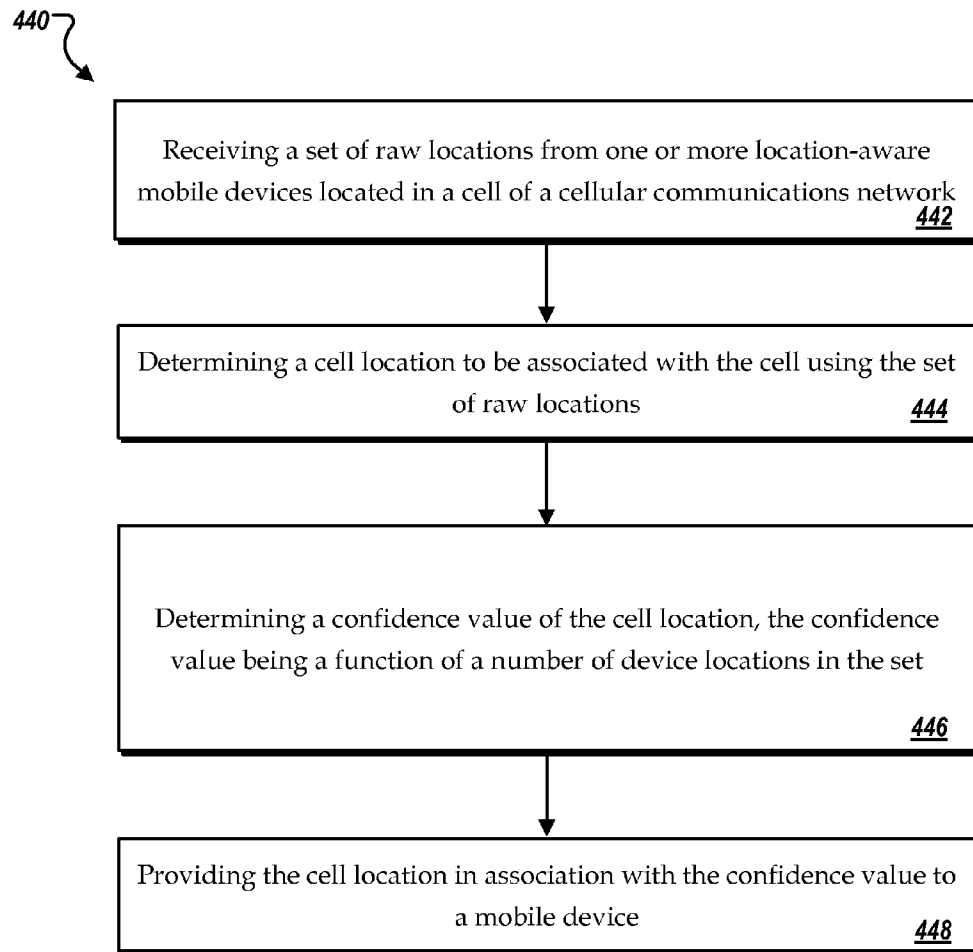 440
Receiving a set of raw locations from one or more location-aware
mobile devices located in a cell of a cellular communications network
442
Determining a cell location to be associated with the cell using the set
of raw locations
444
Determining a confidence value of the cell location, the confidence
value being a function of a number of device locations in the set
446
Providing the cell location in association with the confidence value to
a mobile device
448